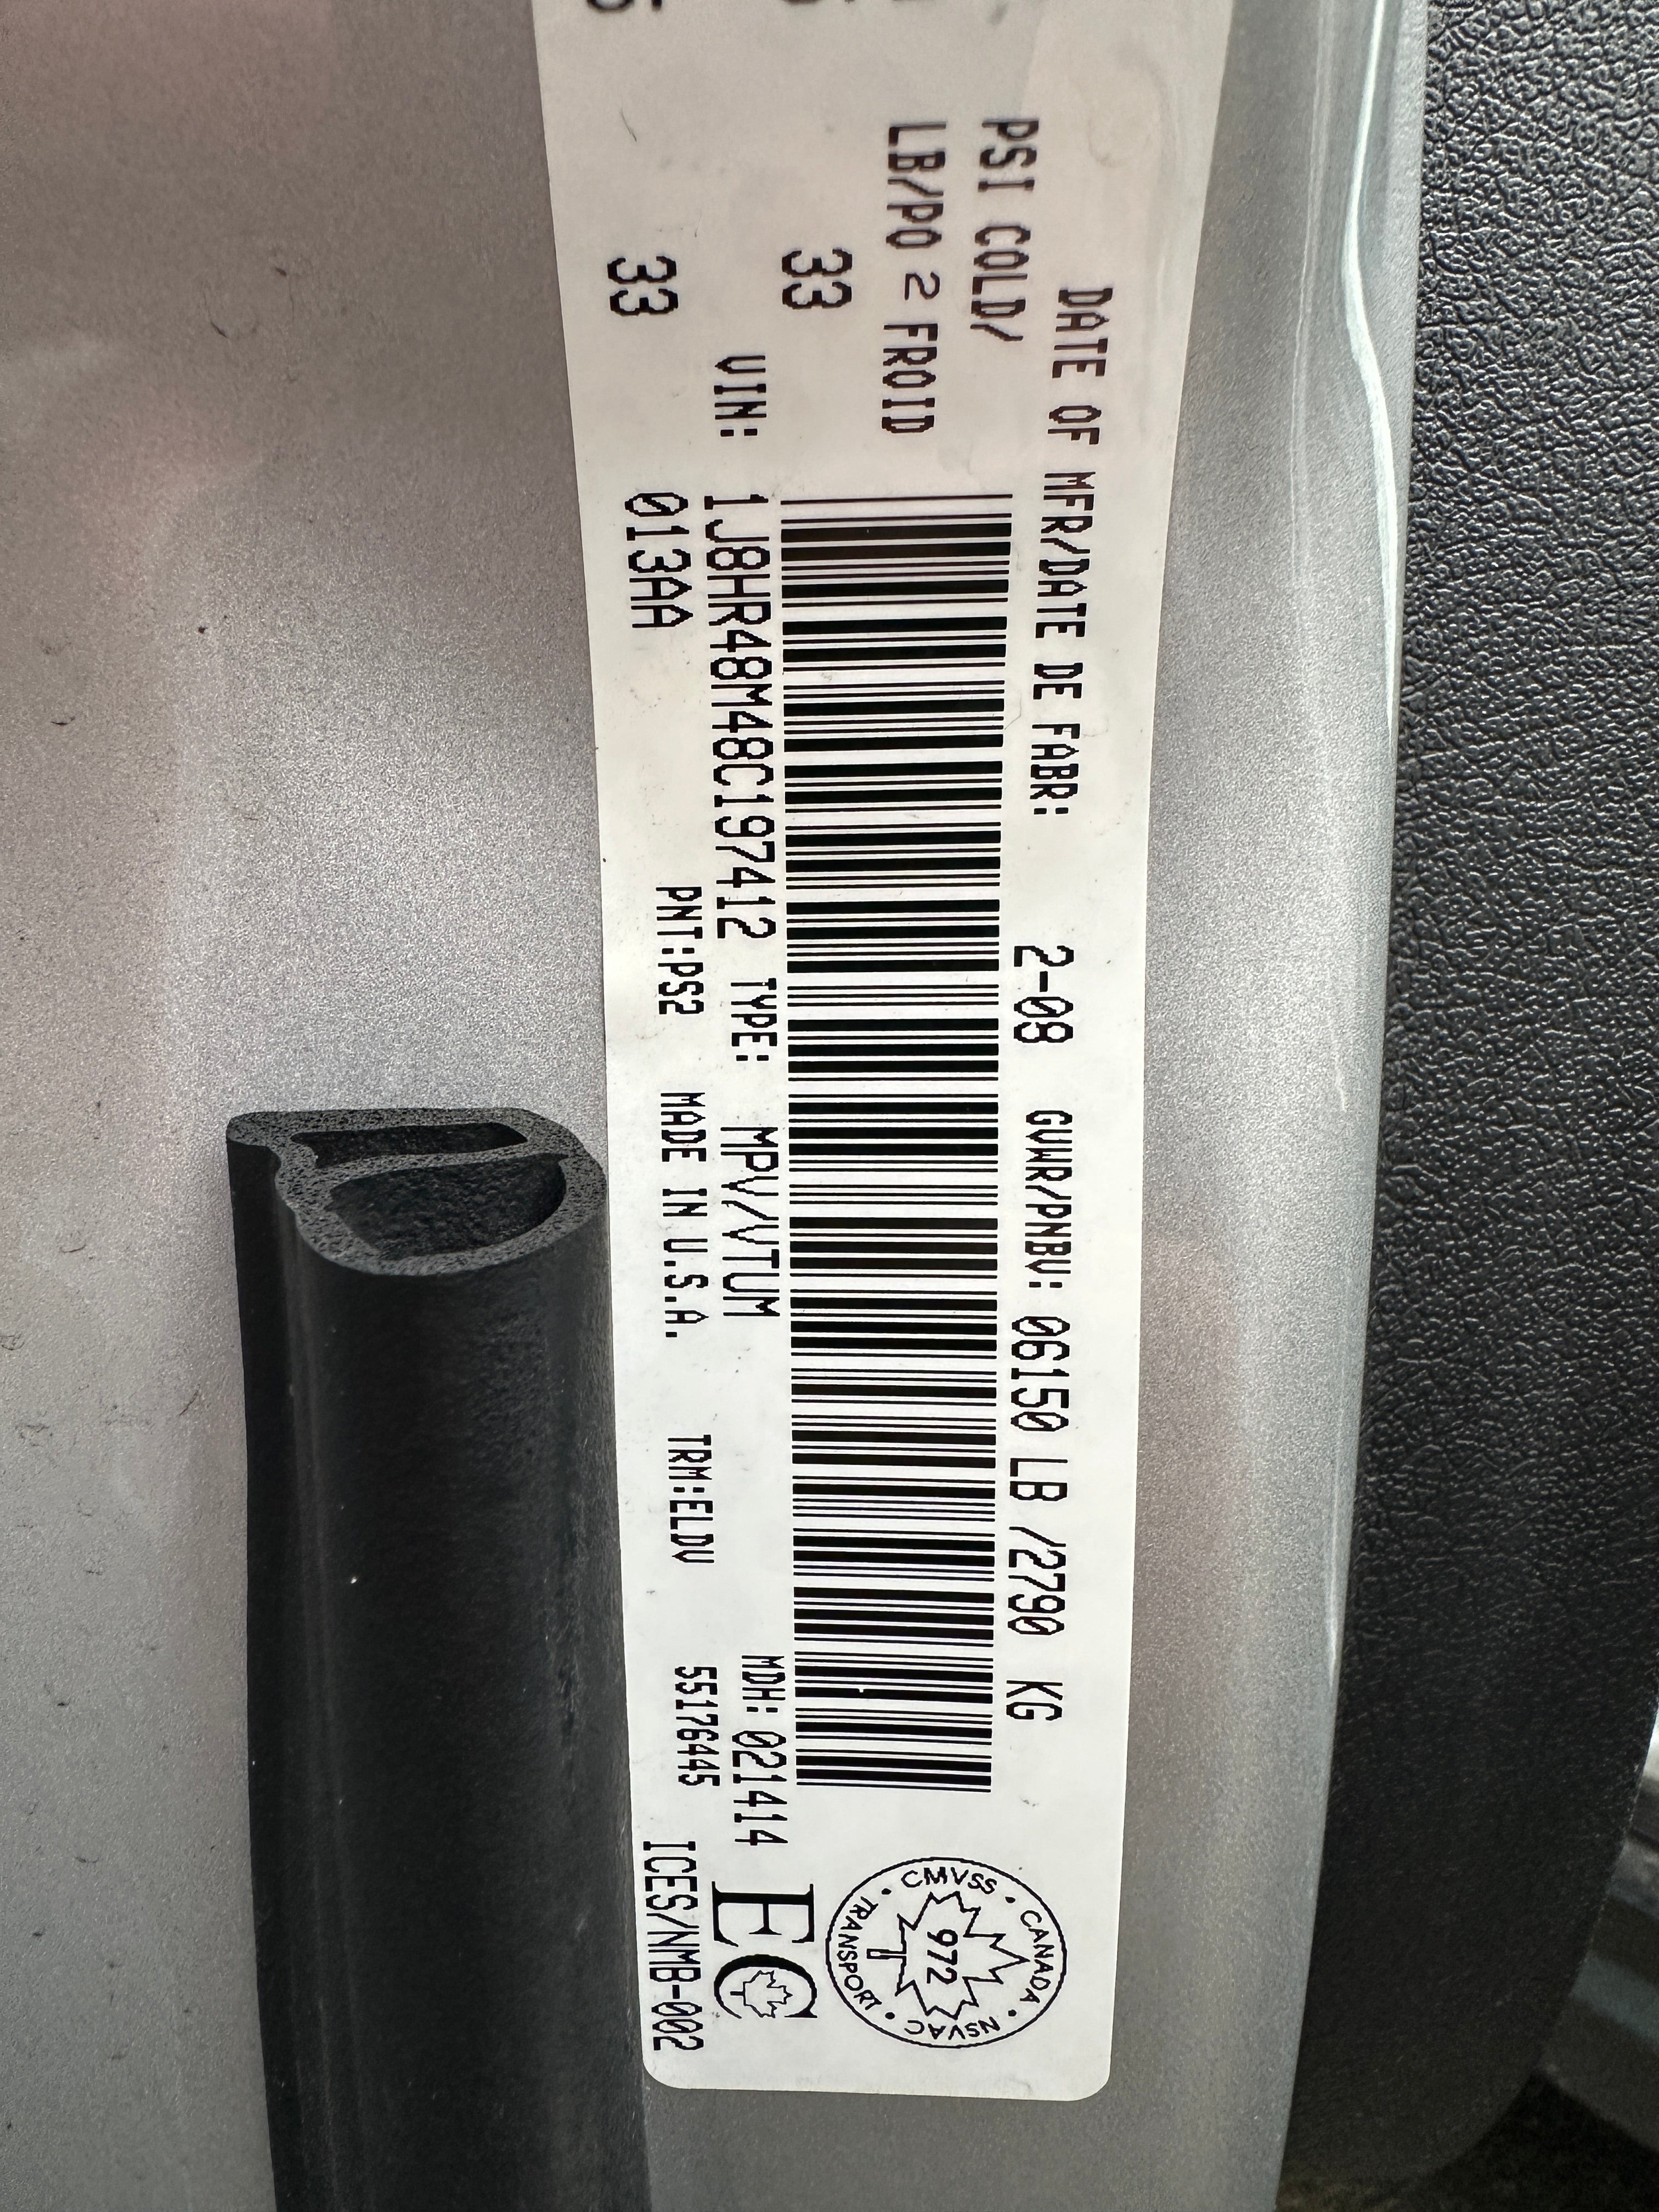 DATE OF MFR/DATE DE FABR: 2-08 GVWR/PNBV: 06150 LB /2790 KG
PSI COLD/
LB/PO 2 FROID
33
VIN: 1J8HR48M48C197412 TYPE: MPV/VTUM MDH: 021414
33
013AA PNT:PS2 MADE IN U.S.A. TRM:ELDV 55176445
CMVSS • CANADA • NSVAC • TRANSPORT •
972
EC
ICES/NMB-002